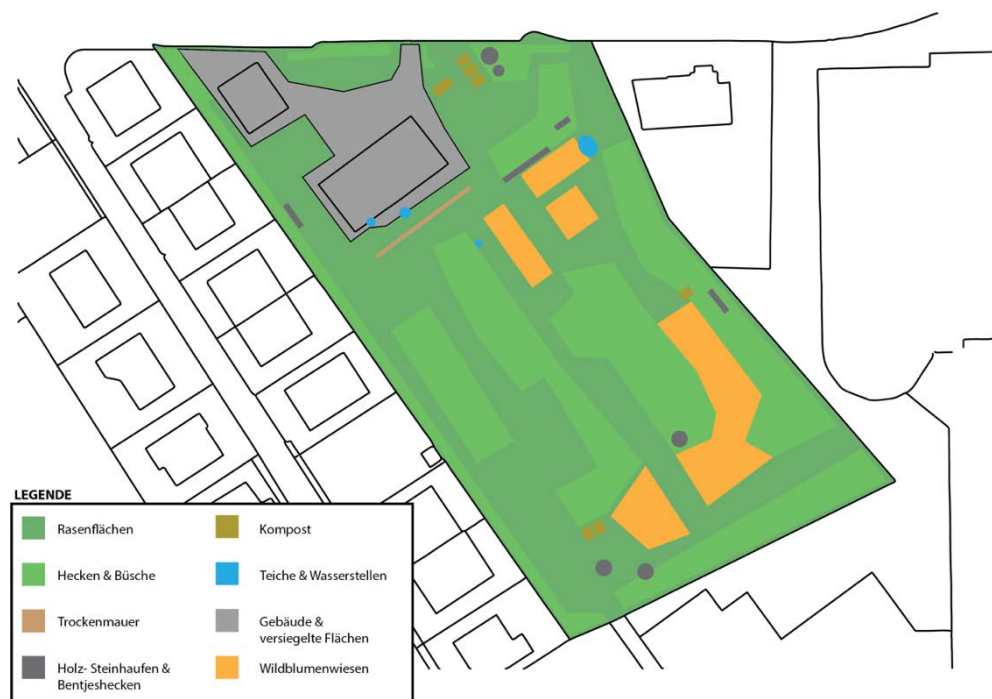 LEGENDE
Rasenflächen
Hecken & Büsche
Trockenmauer
Holz- Steinhaufen &
Bentjeshecken
Kompost
Teiche & Wasserstellen
Gebäude &
versiegelte Flächen
Wildblumenwiesen